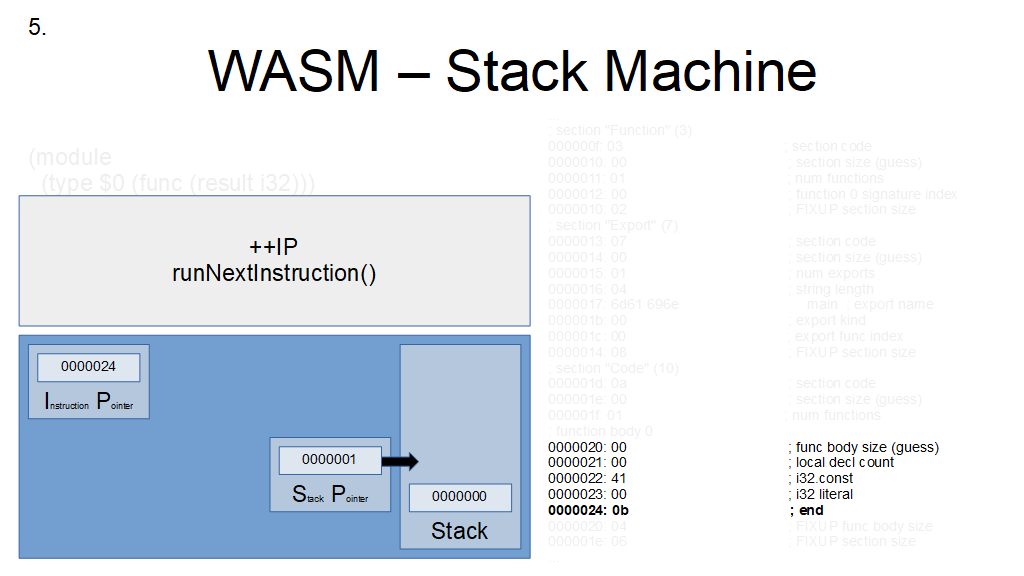 5.
WASM – Stack Machine
(module
(type $0 (func (result i32)))
++IP
runNextInstruction()
0000024
Instruction Pointer
0000001
Stack Pointer
0000000
Stack
; section "Function" (3)
000000f: 03 ; section code
0000010: 00 ; section size (guess)
0000011: 01 ; num functions
0000012: 00 ; function 0 signature index
0000010: 02 ; FIXUP section size
; section "Export" (7)
0000013: 07 ; section code
0000014: 00 ; section size (guess)
0000015: 01 ; num exports
0000016: 04 ; string length
0000017: 6d61 696e main ; export name
000001b: 00 ; export kind
000001c: 00 ; export func index
0000014: 08 ; FIXUP section size
; section "Code" (10)
000001d: 0a ; section code
000001e: 00 ; section size (guess)
000001f: 01 ; num functions
; function body 0
0000020: 00 ; func body size (guess)
0000021: 00 ; local decl count
0000022: 41 ; i32.const
0000023: 00 ; i32 literal
0000024: 0b ; end
0000020: 04 ; FIXUP func body size
000001e: 06 ; FIXUP section size